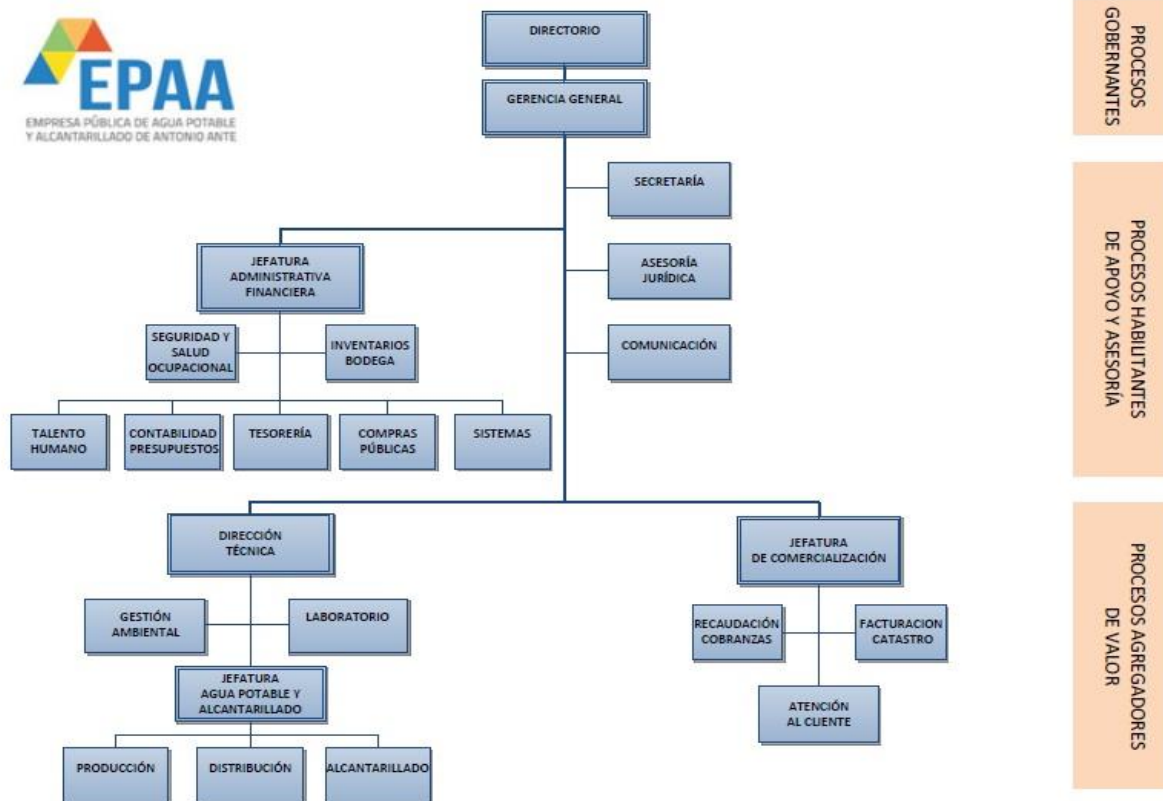 EPAA
EMPRESA PÚBLICA DE AGUA POTABLE
Y ALCANTARILLADO DE ANTONIO ANTE
DIRECTORIO
GERENCIA GENERAL
PROCESOS
GOBERNANTES
SECRETARÍA
ASESORÍA
JURÍDICA
COMUNICACIÓN
JEFATURA
ADMINISTRATIVA
FINANCIERA
SEGURIDAD Y
SALUD
OCUPACIONAL
INVENTARIOS
BODEGA
TALENTO
HUMANO
CONTABILIDAD
PRESUPUESTOS
TESORERÍA
COMPRAS
PÚBLICAS
SISTEMAS
PROCESOS HABILITANTES
DE APOYO Y ASESORÍA
DIRECCIÓN
TÉCNICA
GESTIÓN
AMBIENTAL
LABORATORIO
JEFATURA
AGUA POTABLE Y
ALCANTARILLADO
PRODUCCIÓN
DISTRIBUCIÓN
ALCANTARILLADO
JEFATURA
DE COMERCIALIZACIÓN
RECAUDACIÓN
COBRANZAS
FACTURACION
CATASTRO
ATENCIÓN
AL CLIENTE
PROCESOS AGREGADORES
DE VALOR